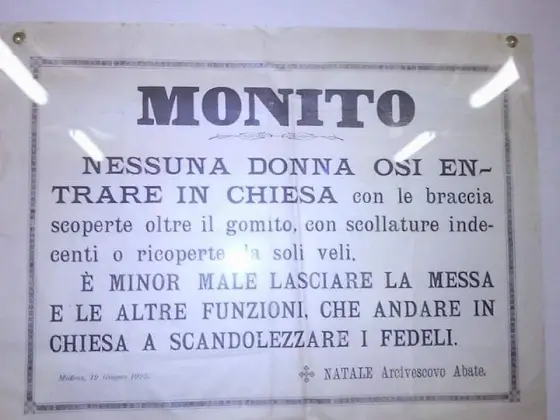 MONITO
NESSUNA DONNA OSI EN-
TRARE IN CHIESA con le braccia
scoperte oltre il gomito, con scollature inde-
centi o ricoperte da soli veli.
È MINOR MALE LASCIARE LA MESSA
E LE ALTRE FUNZIONI, CHE ANDARE IN
CHIESA A SCANDOLEZZARE I FEDELI.
Modena, 19 Giugno
NATALE Arcivescovo Abate.